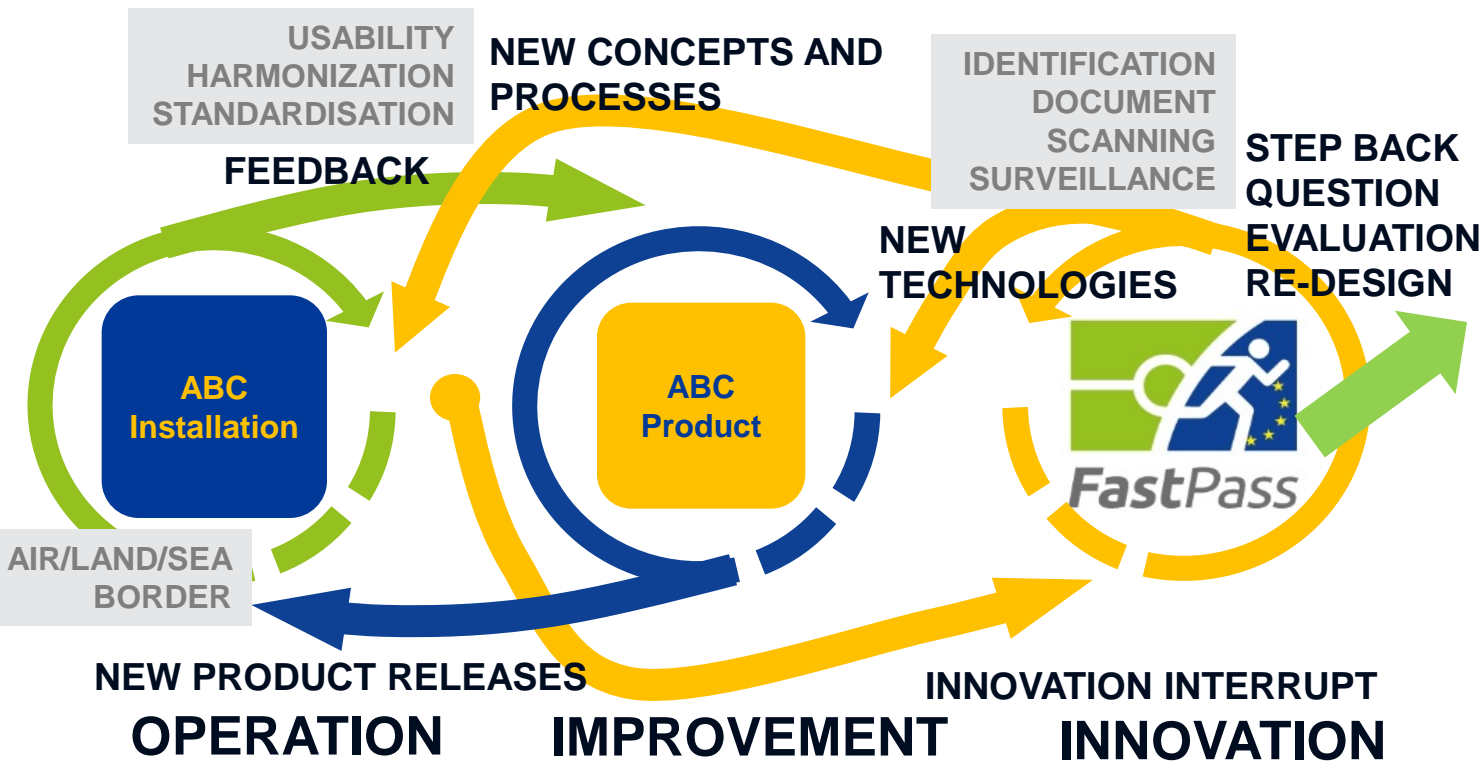 USABILITY
HARMONIZATION
STANDARDISATION
NEW CONCEPTS AND
PROCESSES
IDENTIFICATION
DOCUMENT
SCANNING
SURVEILLANCE
STEP BACK
QUESTION
EVALUATION
RE-DESIGN
FEEDBACK
NEW
TECHNOLOGIES
ABC
Installation
ABC
Product
FastPass
AIR/LAND/SEA
BORDER
NEW PRODUCT RELEASES
INNOVATION INTERRUPT
OPERATION
IMPROVEMENT
INNOVATION